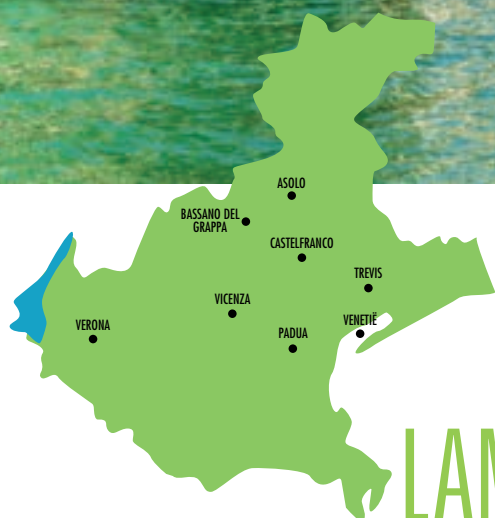 ASOLO
BASSANO DEL
GRAPPA
CASTELFRANCO
TREVIS
VICENZA
VENETIË
VERONA
PADUA
LAN